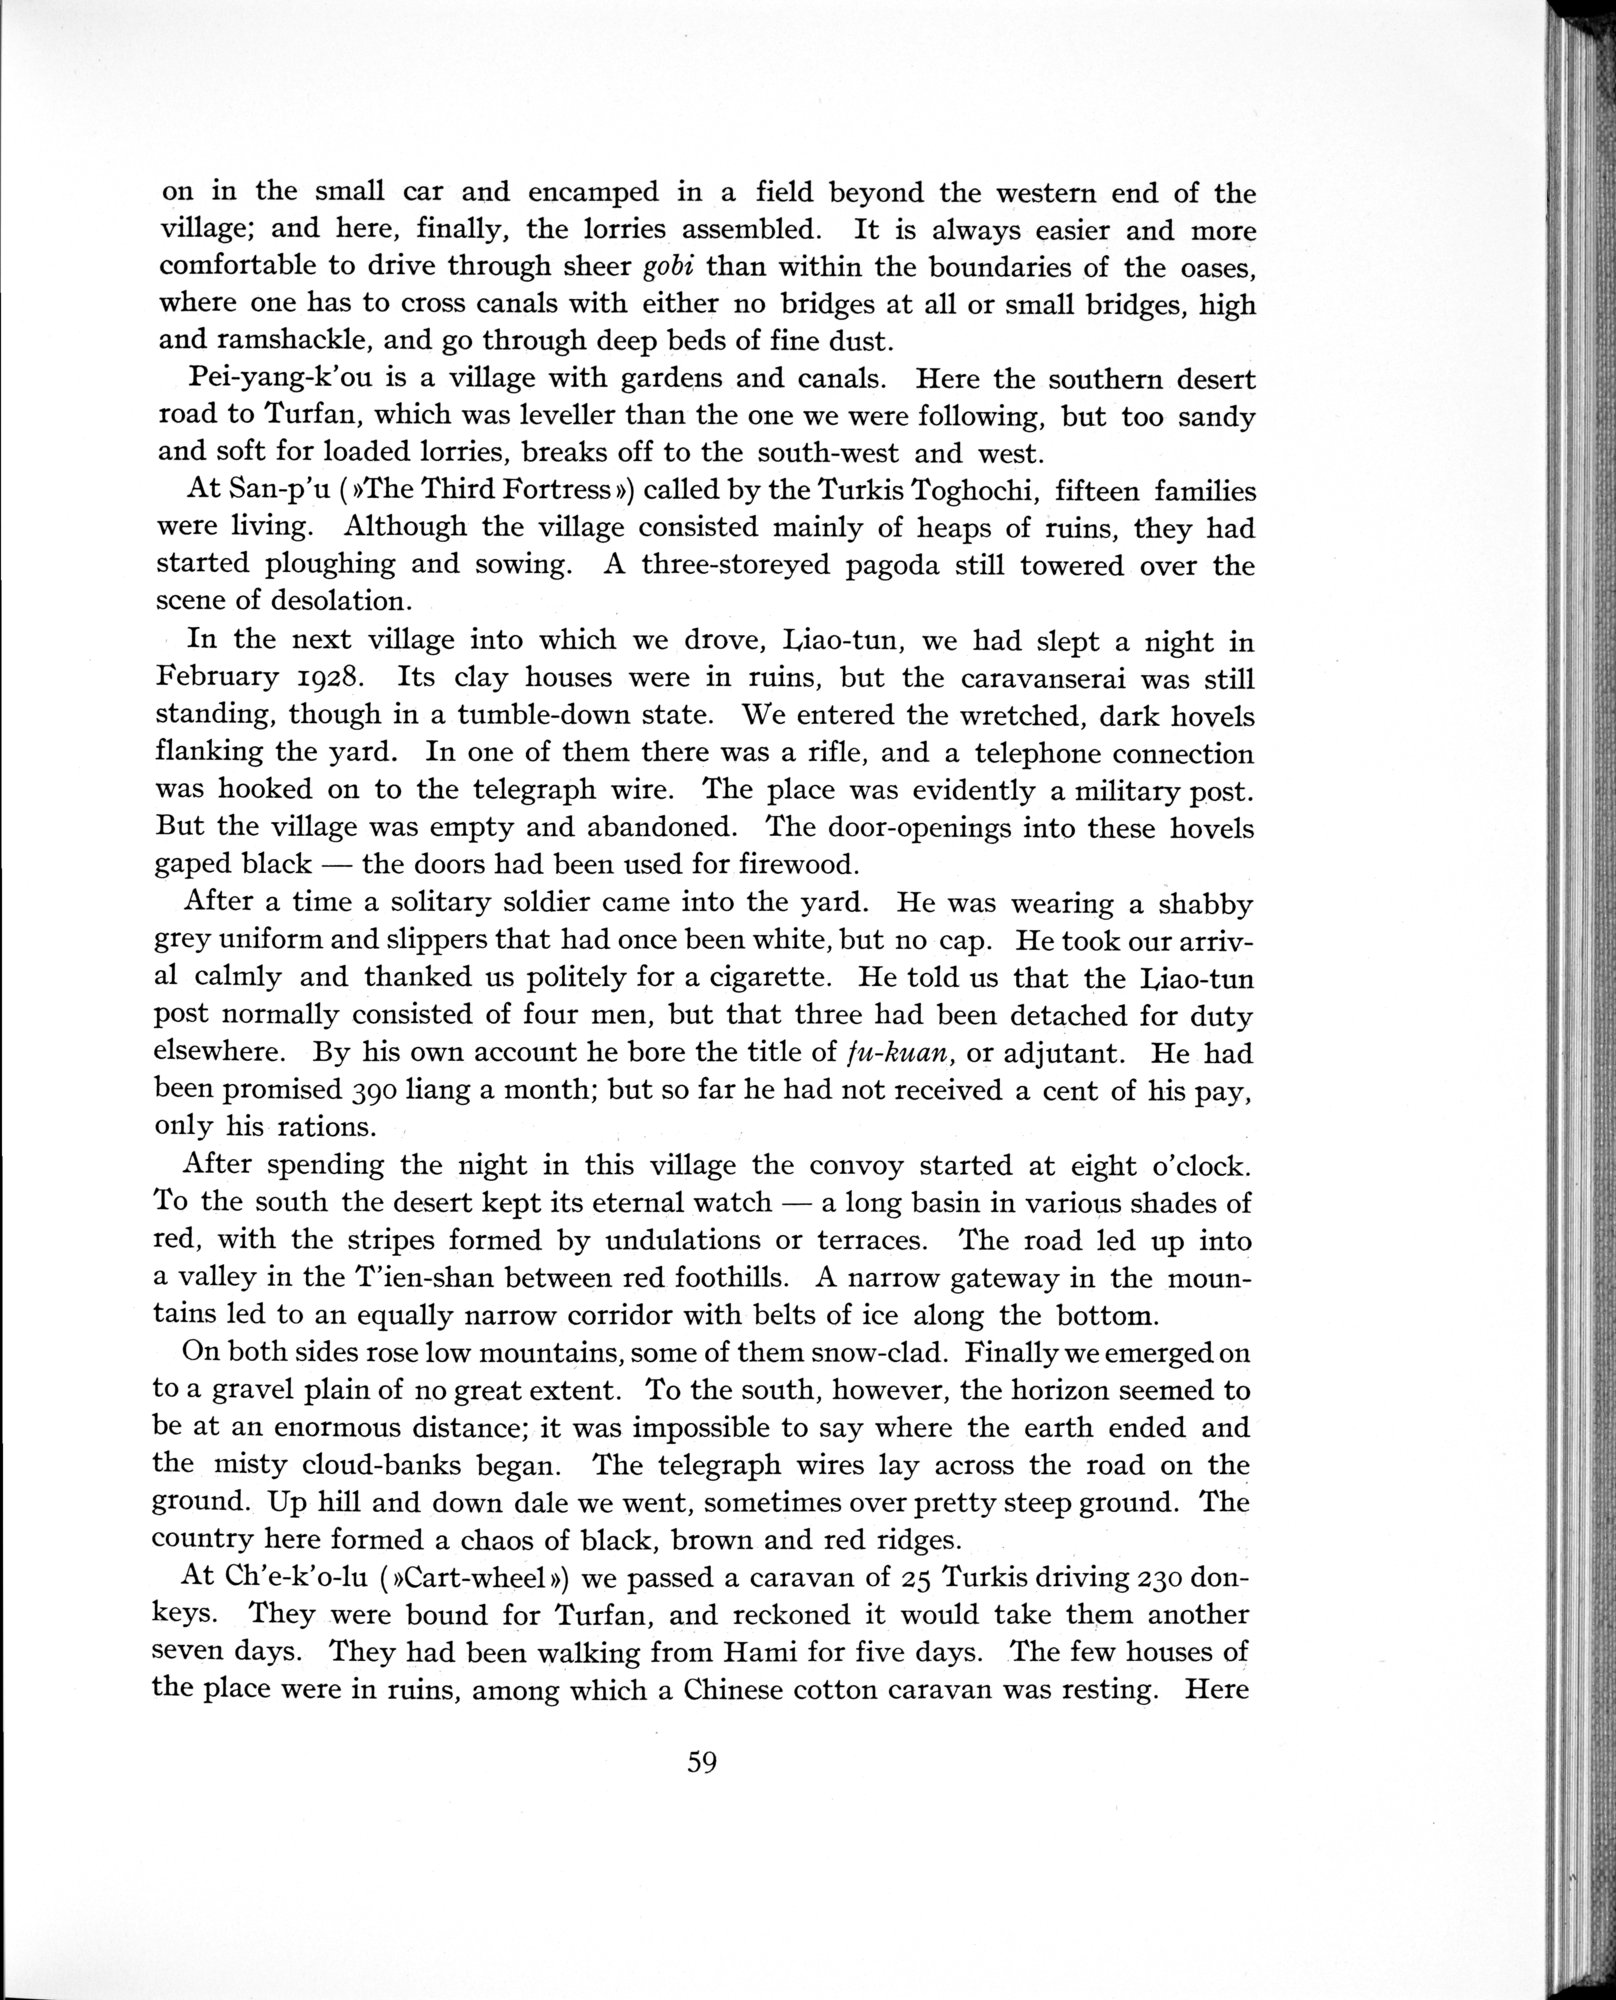 on in the small car and encamped in a field beyond the western end of the
village; and here, finally, the lorries assembled. It is always easier and more
comfortable to drive through sheer gobi than within the boundaries of the oases,
where one has to cross canals with either no bridges at all or small bridges, high
and ramshackle, and go through deep beds of fine dust.
Pei-yang-k'ou is a village with gardens and canals. Here the southern desert
road to Turfan, which was leveller than the one we were following, but too sandy
and soft for loaded lorries, breaks off to the south-west and west.
At San-p'u (»The Third Fortress») called by the Turkis Toghochi, fifteen families
were living. Although the village consisted mainly of heaps of ruins, they had
started ploughing and sowing. A three-storeyed pagoda still towered over the
scene of desolation.
In the next village into which we drove, Liao-tun, we had slept a night in
February 1928. Its clay houses were in ruins, but the caravanserai was still
standing, though in a tumble-down state. We entered the wretched, dark hovels
flanking the yard. In one of them there was a rifle, and a telephone connection
was hooked on to the telegraph wire. The place was evidently a military post.
But the village was empty and abandoned. The door-openings into these hovels
gaped black — the doors had been used for firewood.
After a time a solitary soldier came into the yard. He was wearing a shabby
grey uniform and slippers that had once been white, but no cap. He took our arriv-
al calmly and thanked us politely for a cigarette. He told us that the Liao-tun
post normally consisted of four men, but that three had been detached for duty
elsewhere. By his own account he bore the title of fu-kuan, or adjutant. He had
been promised 390 liang a month; but so far he had not received a cent of his pay,
only his rations.
After spending the night in this village the convoy started at eight o'clock.
To the south the desert kept its eternal watch — a long basin in various shades of
red, with the stripes formed by undulations or terraces. The road led up into
a valley in the T'ien-shan between red foothills. A narrow gateway in the moun-
tains led to an equally narrow corridor with belts of ice along the bottom.
On both sides rose low mountains, some of them snow-clad. Finally we emerged on
to a gravel plain of no great extent. To the south, however, the horizon seemed to
be at an enormous distance; it was impossible to say where the earth ended and
the misty cloud-banks began. The telegraph wires lay across the road on the
ground. Up hill and down dale we went, sometimes over pretty steep ground. The
country here formed a chaos of black, brown and red ridges.
At Ch'e-k'o-lu (»Cart-wheel») we passed a caravan of 25 Turkis driving 230 don-
keys. They were bound for Turfan, and reckoned it would take them another
seven days. They had been walking from Hami for five days. The few houses of
the place were in ruins, among which a Chinese cotton caravan was resting. Here
59